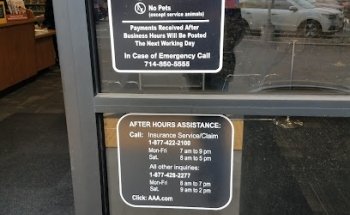 No Pets
(except service animals)
Payments Received After
Business Hours Will Be Posted
The Next Working Day
In Case of Emergency Call
714-850-5555
AFTER HOURS ASSISTANCE:
Call: Insurance Service/Claim
1-877-422-2100
Mon-Fri 7 am to 9 pm
Sat. 8 am to 5 pm
All other inquiries:
1-877-428-2277
Mon-Fri 6 am to 7 pm
Sat. 9 am to 2 pm
Click: AAA.com